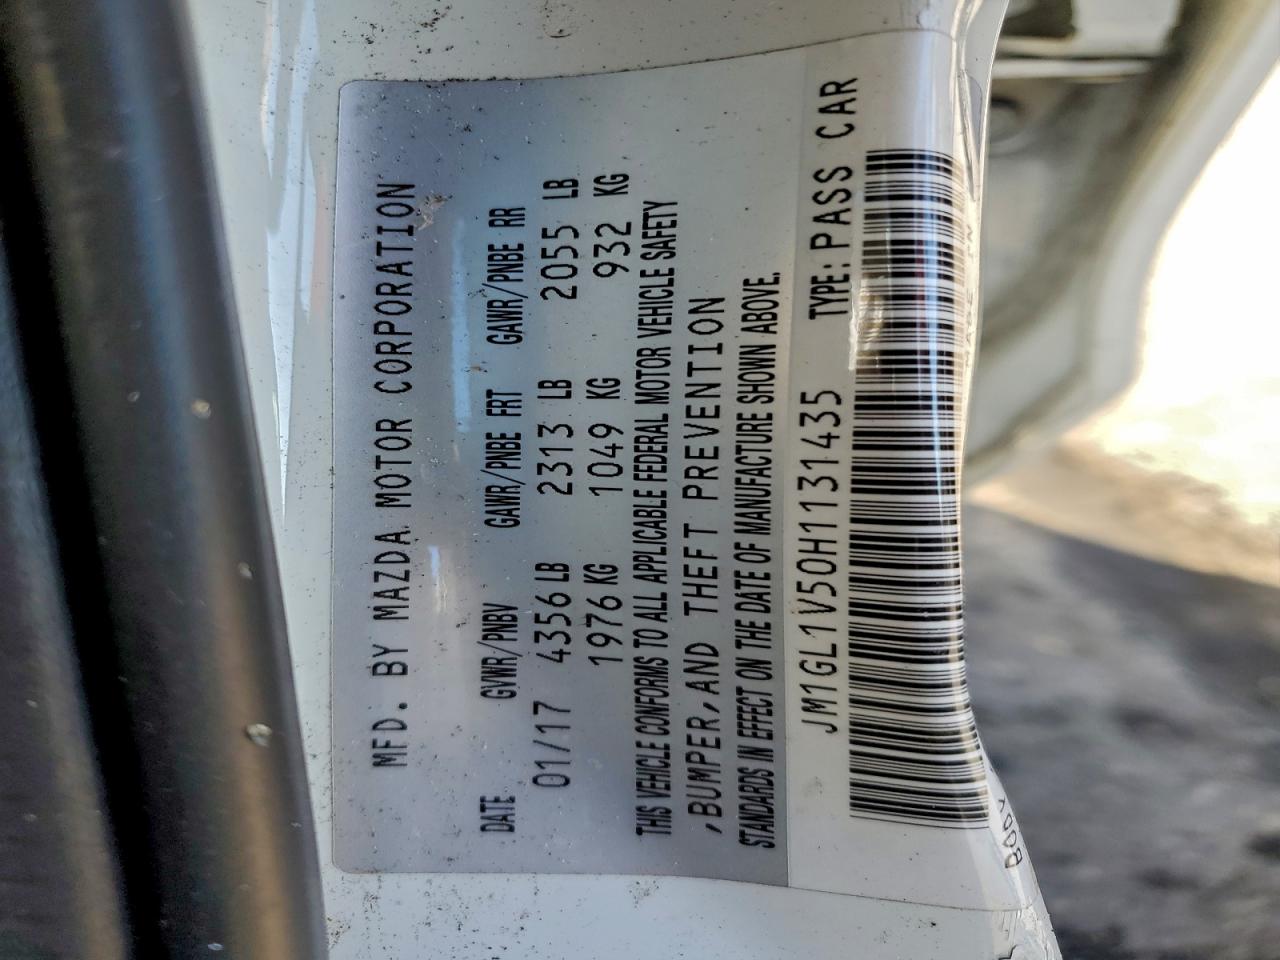 MFD. BY MAZDA MOTOR CORPORATION
DATE GVWR/PNBV GAWR/PNBE FRT GAWR/PNBE RR
01/17 4356 LB 2313 LB 2055 LB
1976 KG 1049 KG 932 KG
THIS VEHICLE CONFORMS TO ALL APPLICABLE FEDERAL MOTOR VEHICLE SAFETY
,BUMPER,AND THEFT PREVENTION
STANDARDS IN EFFECT ON THE DATE OF MANUFACTURE SHOWN ABOVE.
JM1GL1V50H1131435 TYPE:PASS CAR